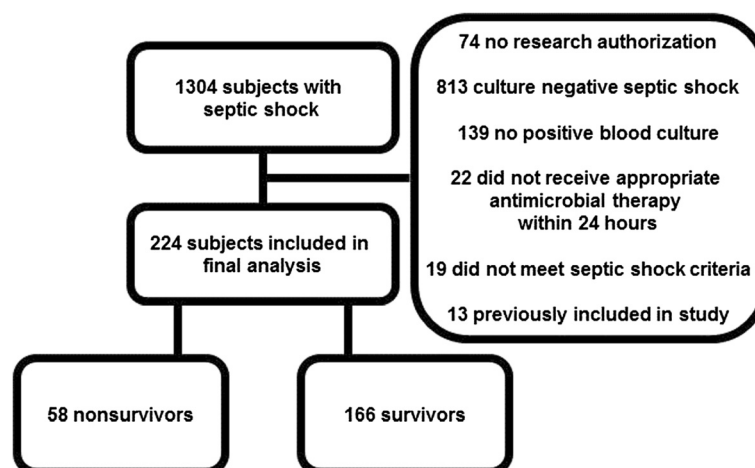 1304 subjects with
septic shock
74 no research authorization
813 culture negative septic shock
139 no positive blood culture
22 did not receive appropriate
antimicrobial therapy
within 24 hours
19 did not meet septic shock criteria
13 previously included in study
224 subjects included in
final analysis
58 nonsurvivors
166 survivors